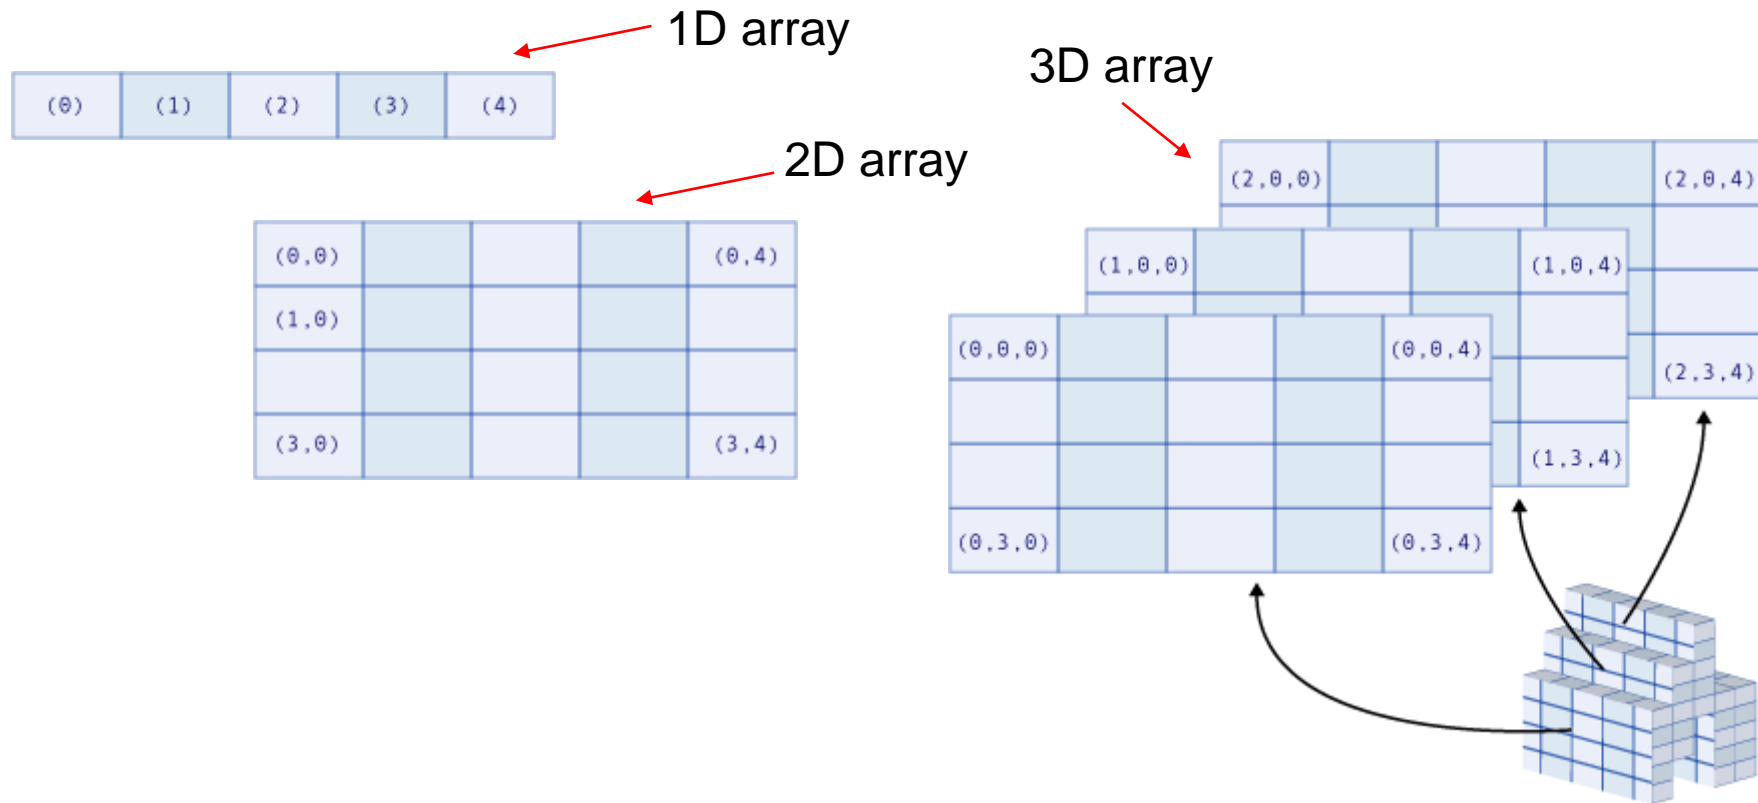 1D array
(0) (1) (2) (3) (4)
2D array
(0,0) (0,4)
(1,0)
(3,0) (3,4)
3D array
(2,0,0) (2,0,4)
(2,3,4)
(1,0,0) (1,0,4)
(1,3,4)
(0,0,0) (0,0,4)
(0,3,0) (0,3,4)